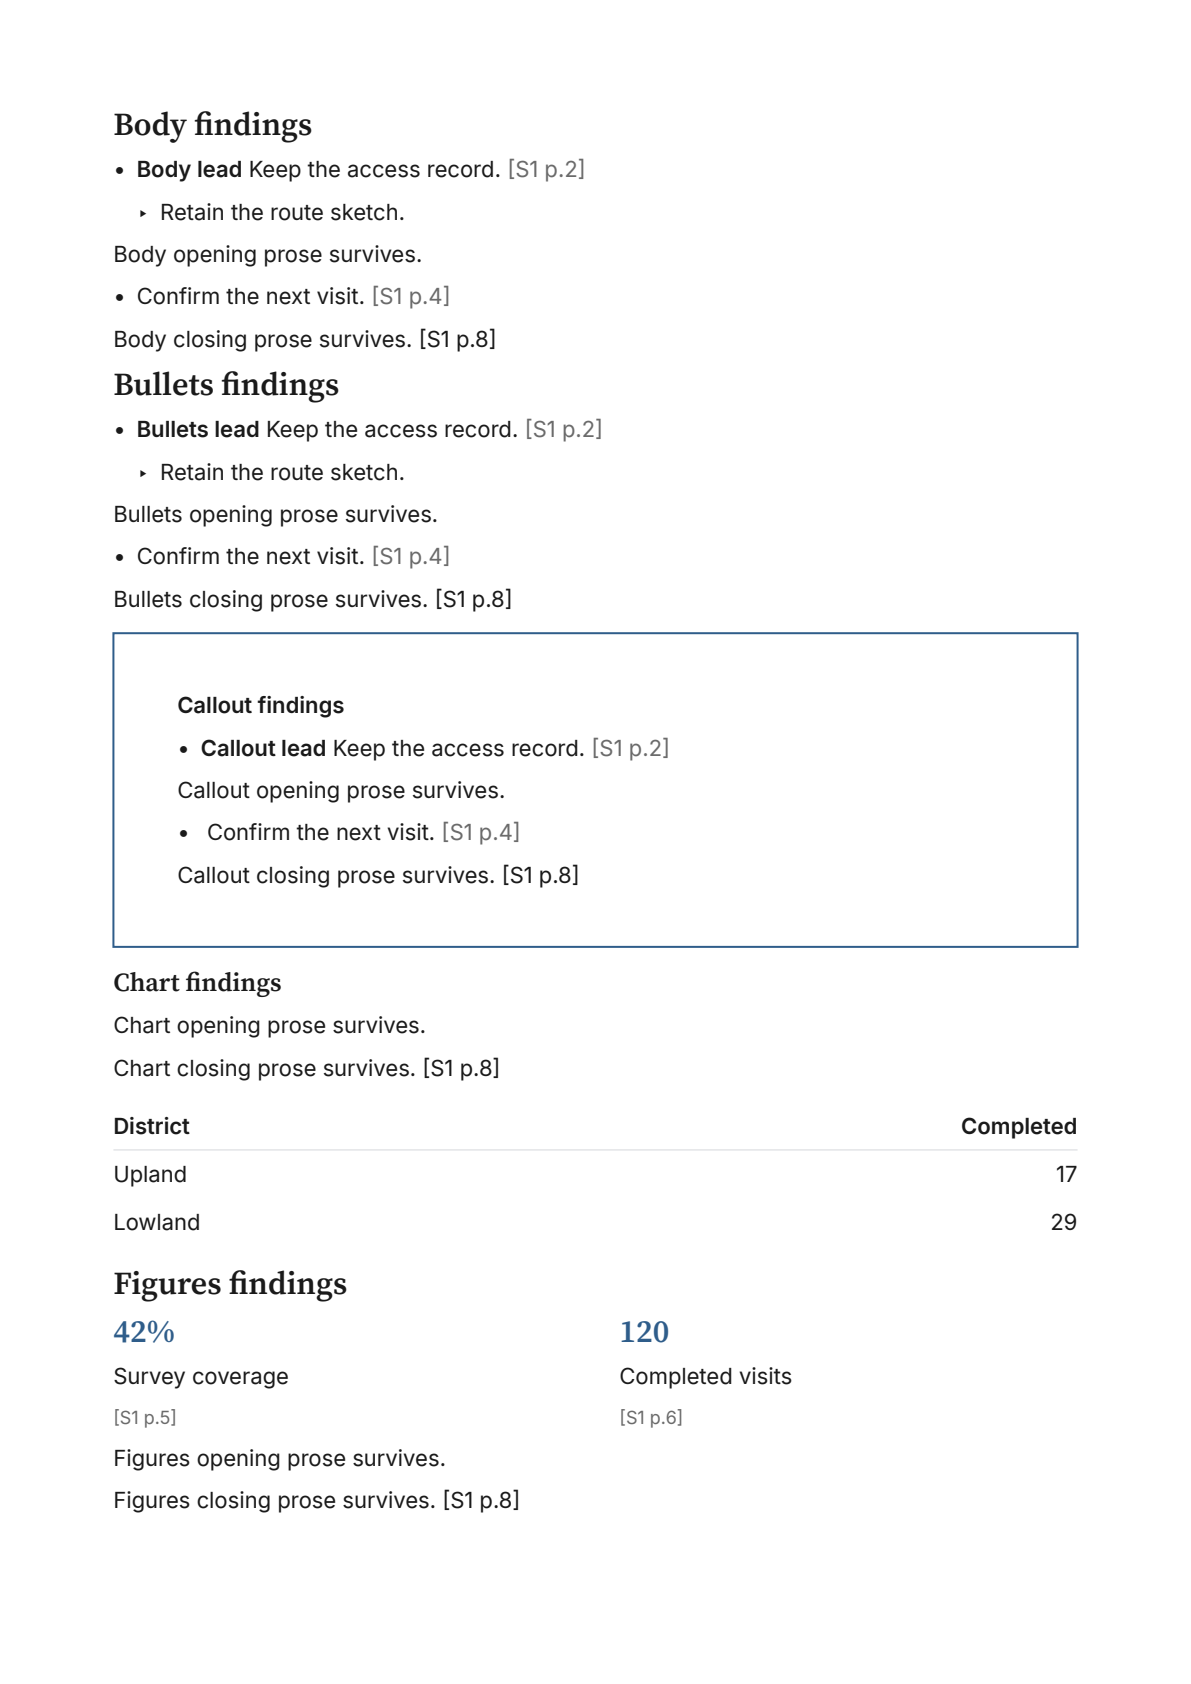 Body findings
• Body lead Keep the access record. [S1 p.2]
‣ Retain the route sketch.
Body opening prose survives.
• Confirm the next visit. [S1 p.4]
Body closing prose survives. [S1 p.8]
Bullets findings
• Bullets lead Keep the access record. [S1 p.2]
‣ Retain the route sketch.
Bullets opening prose survives.
• Confirm the next visit. [S1 p.4]
Bullets closing prose survives. [S1 p.8]
Callout findings
• Callout lead Keep the access record. [S1 p.2]
Callout opening prose survives.
• Confirm the next visit. [S1 p.4]
Callout closing prose survives. [S1 p.8]
Chart findings
Chart opening prose survives.
Chart closing prose survives. [S1 p.8]
District Completed
Upland 17
Lowland 29
Figures findings
42% 120
Survey coverage Completed visits
[S1 p.5] [S1 p.6]
Figures opening prose survives.
Figures closing prose survives. [S1 p.8]